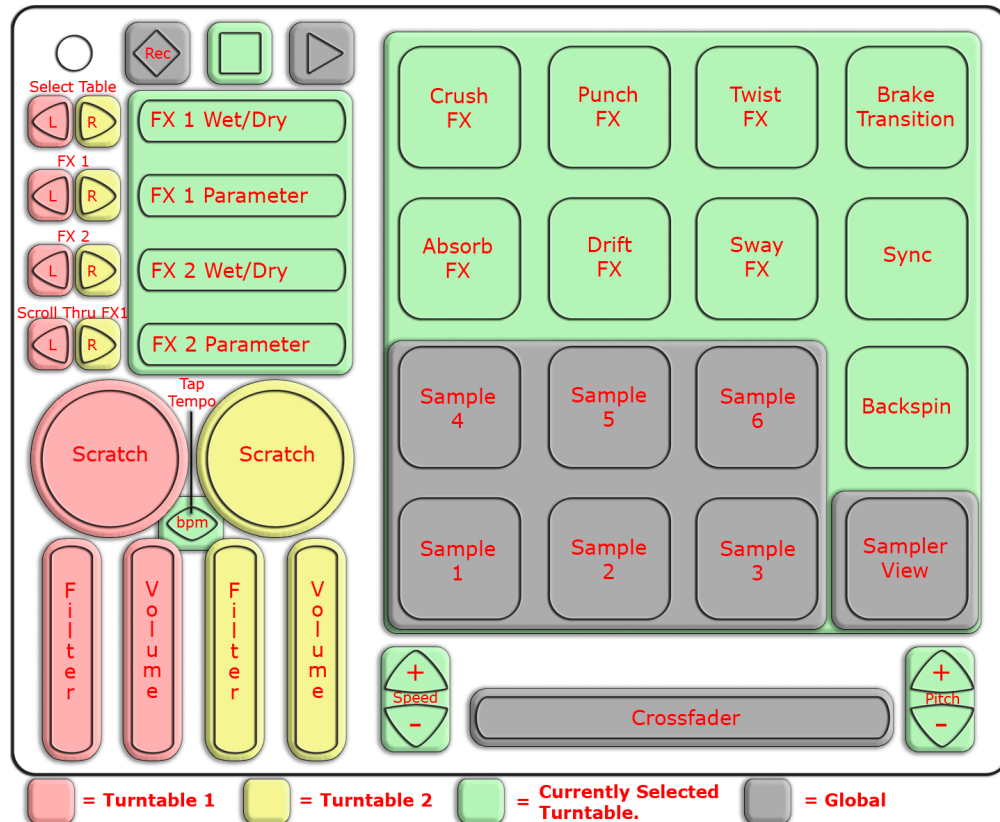 Rec
Select Table
L R
FX 1
L R
FX 2
L R
Scroll Thru FX1
L R
FX 1 Wet/Dry
FX 1 Parameter
FX 2 Wet/Dry
FX 2 Parameter
Tap
Tempo
Scratch
Scratch
bpm
Filter
Volume
Filter
Volume
Crush
FX
Punch
FX
Twist
FX
Brake
Transition
Absorb
FX
Drift
FX
Sway
FX
Sync
Sample
4
Sample
5
Sample
6
Backspin
Sample
1
Sample
2
Sample
3
Sampler
View
+
Speed
-
Crossfader
+
Pitch
-
= Turntable 1
= Turntable 2
= Currently Selected
Turntable.
= Global